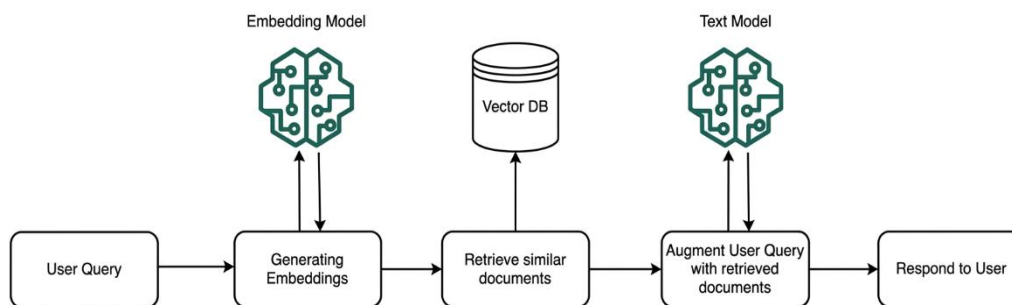 Embedding Model
Text Model
Vector DB
User Query
Generating
Embeddings
Retrieve similar
documents
Augment User Query
with retrieved
documents
Respond to User